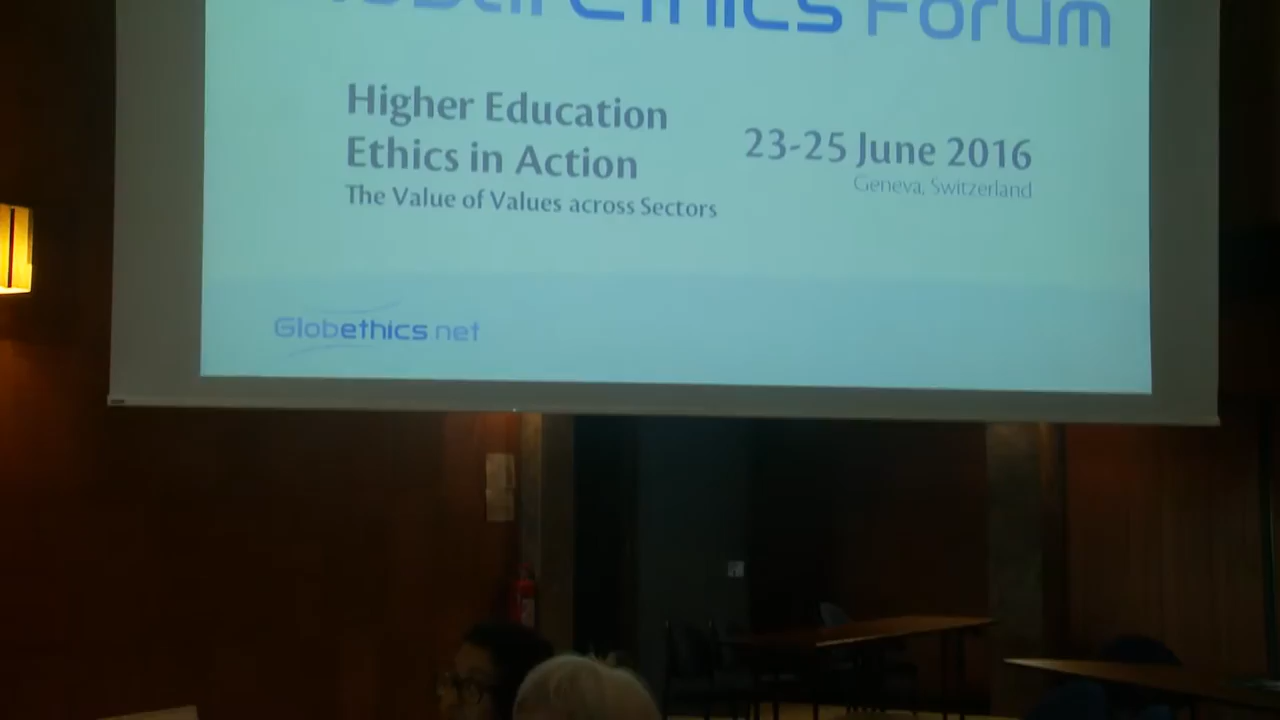 Ethics Forum
Higher Education
Ethics in Action
The Value of Values across Sectors
23-25 June 2016
Geneva, Switzerland
Globethics.net